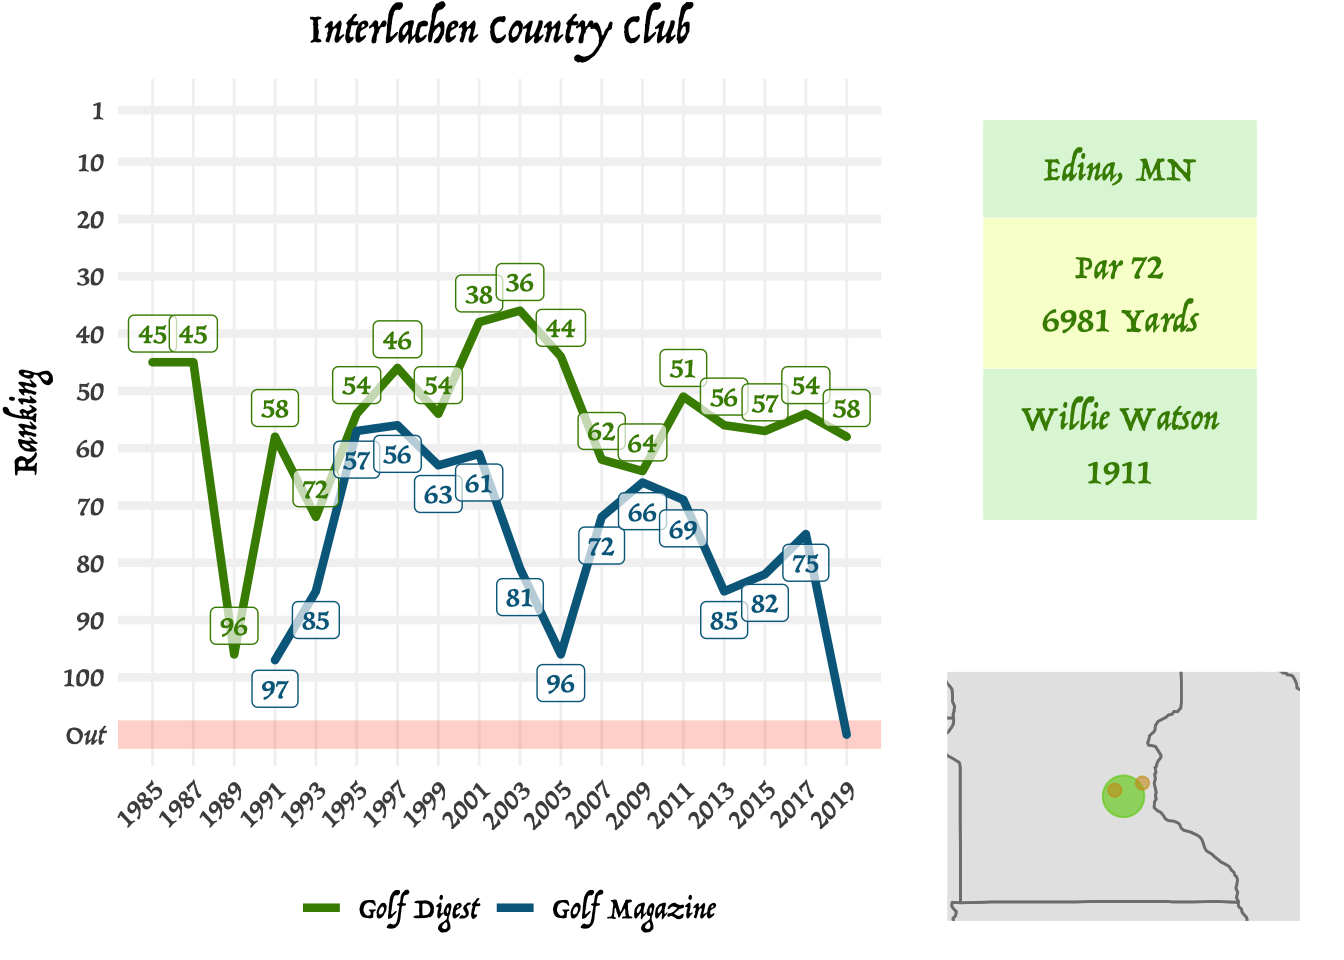 Interlachen Country Club
Ranking
1
10
20
30
40
50
60
70
80
90
100
Out
45 45 96 58 72 54 46 54 38 36 44 62 64 51 56 57 54 58
97 85 57 56 63 61 81 96 72 66 69 85 82 75
1985 1987 1989 1991 1993 1995 1997 1999 2001 2003 2005 2007 2009 2011 2013 2015 2017 2019
Golf Digest Golf Magazine
Edina, MN
Par 72
6981 Yards
Willie Watson
1911